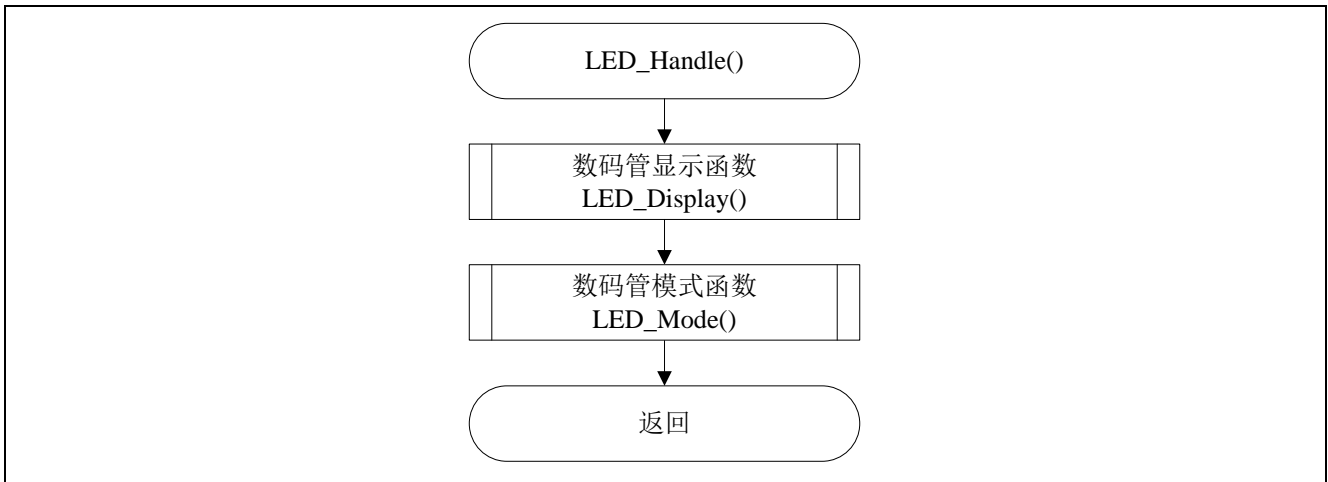 LED_Handle()
数码管显示函数
LED_Display()
数码管模式函数
LED_Mode()
返回